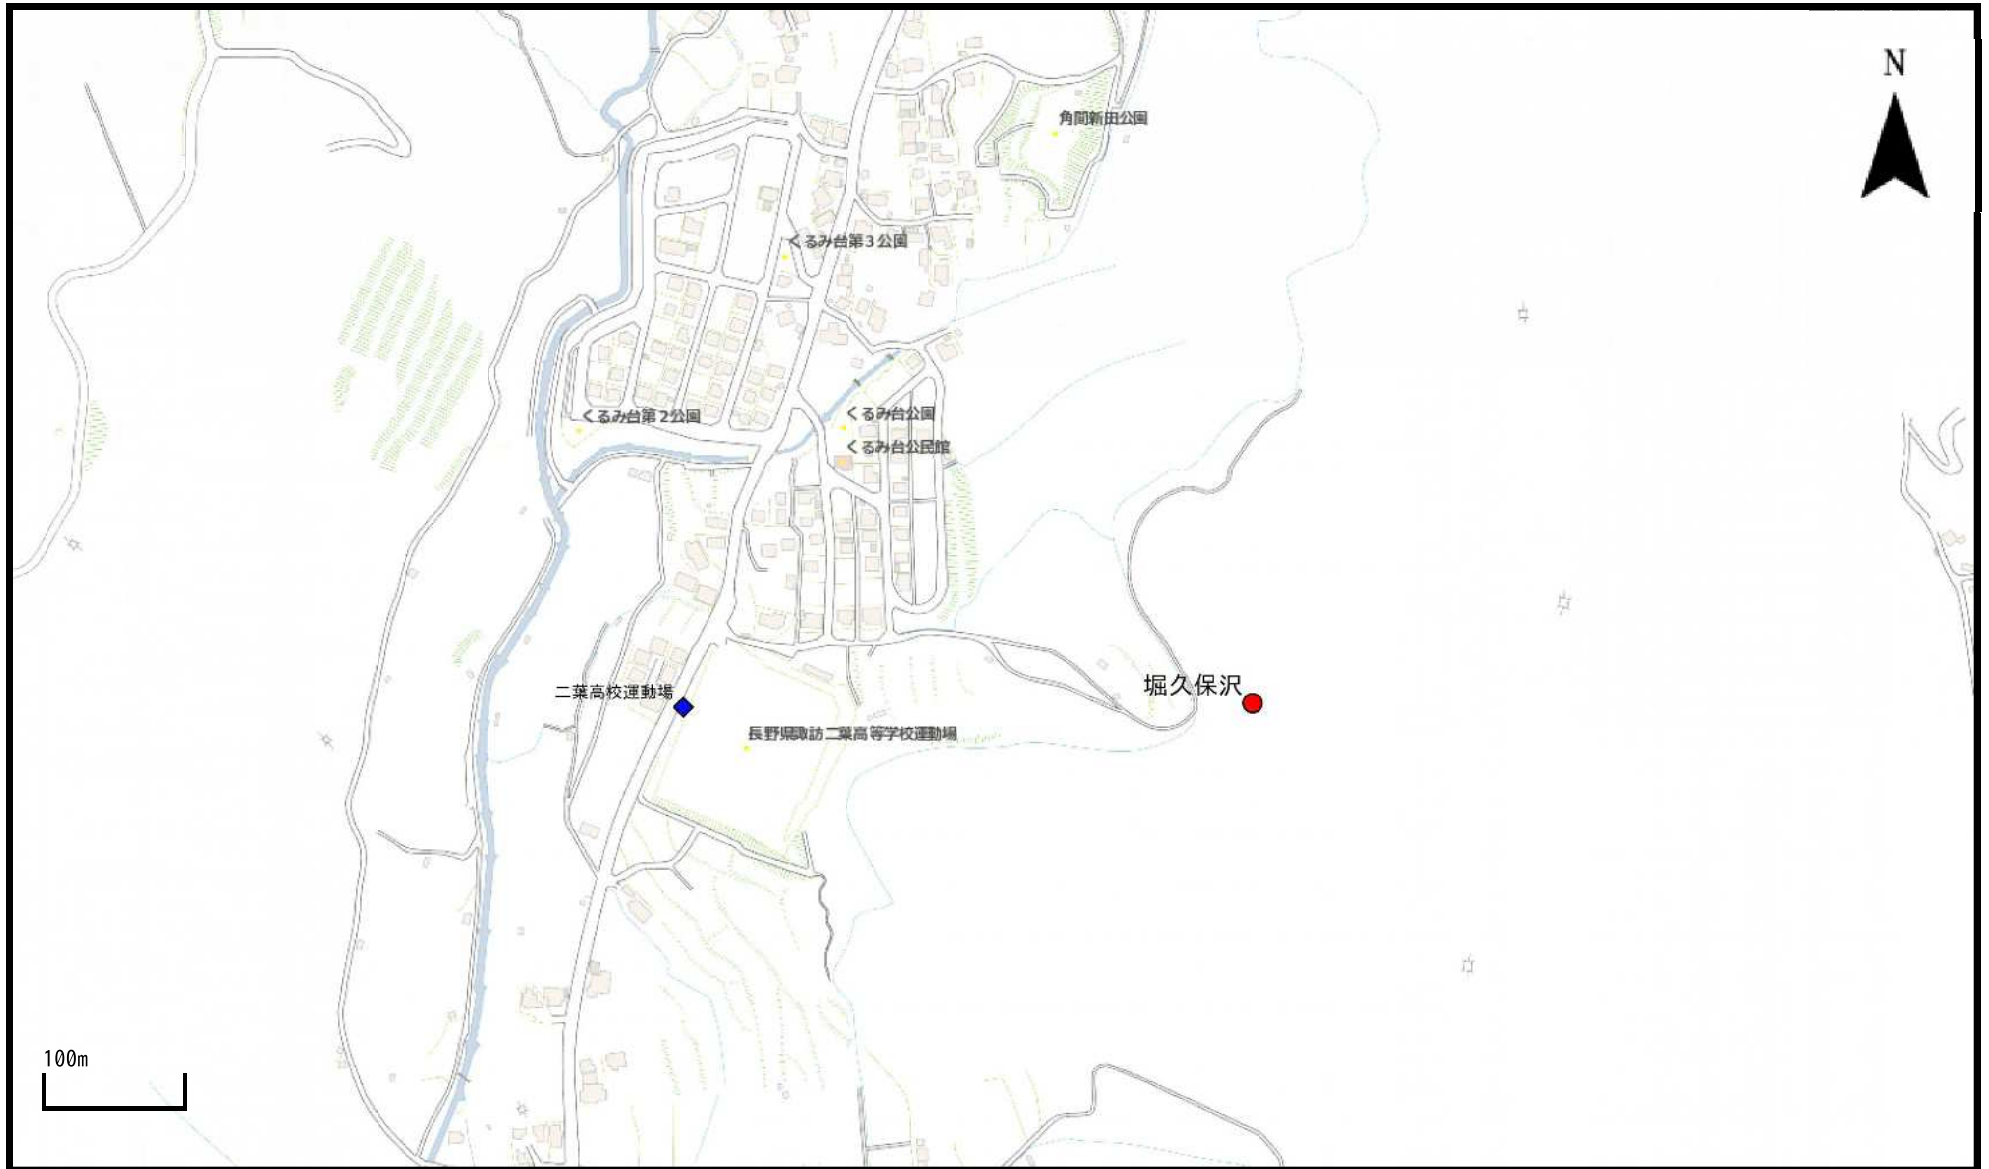 N
角間新田公園
くるみ台第3公園
くるみ台第2公園
くるみ台公園
くるみ台公民館
堀久保沢
二葉高校運動場
長野県諏訪二葉高等学校運動場
100m